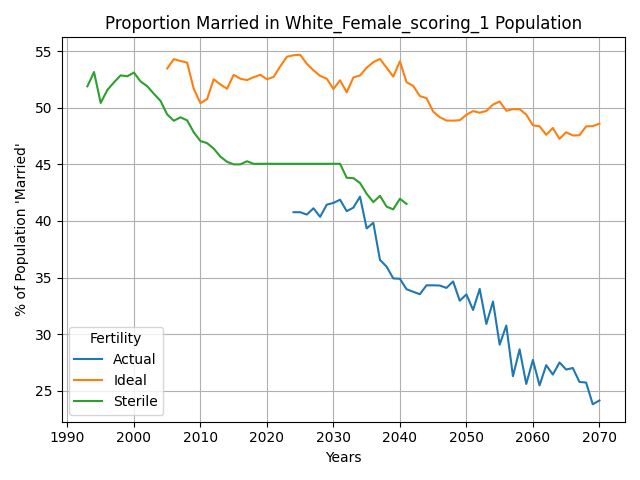 Proportion Married in White_Female_scoring_1 Population
% of Population 'Married'
55
50
45
40
35
30
25
Fertility
Actual
Ideal
Sterile
1990 2000 2010 2020 2030 2040 2050 2060 2070
Years